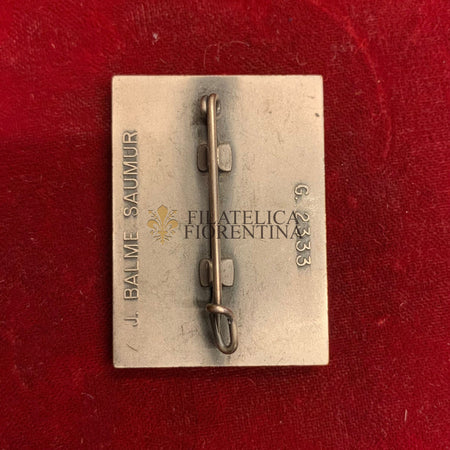 J. BALME SAUMUR
FILATELICA
FIORENTINA
G. 2333